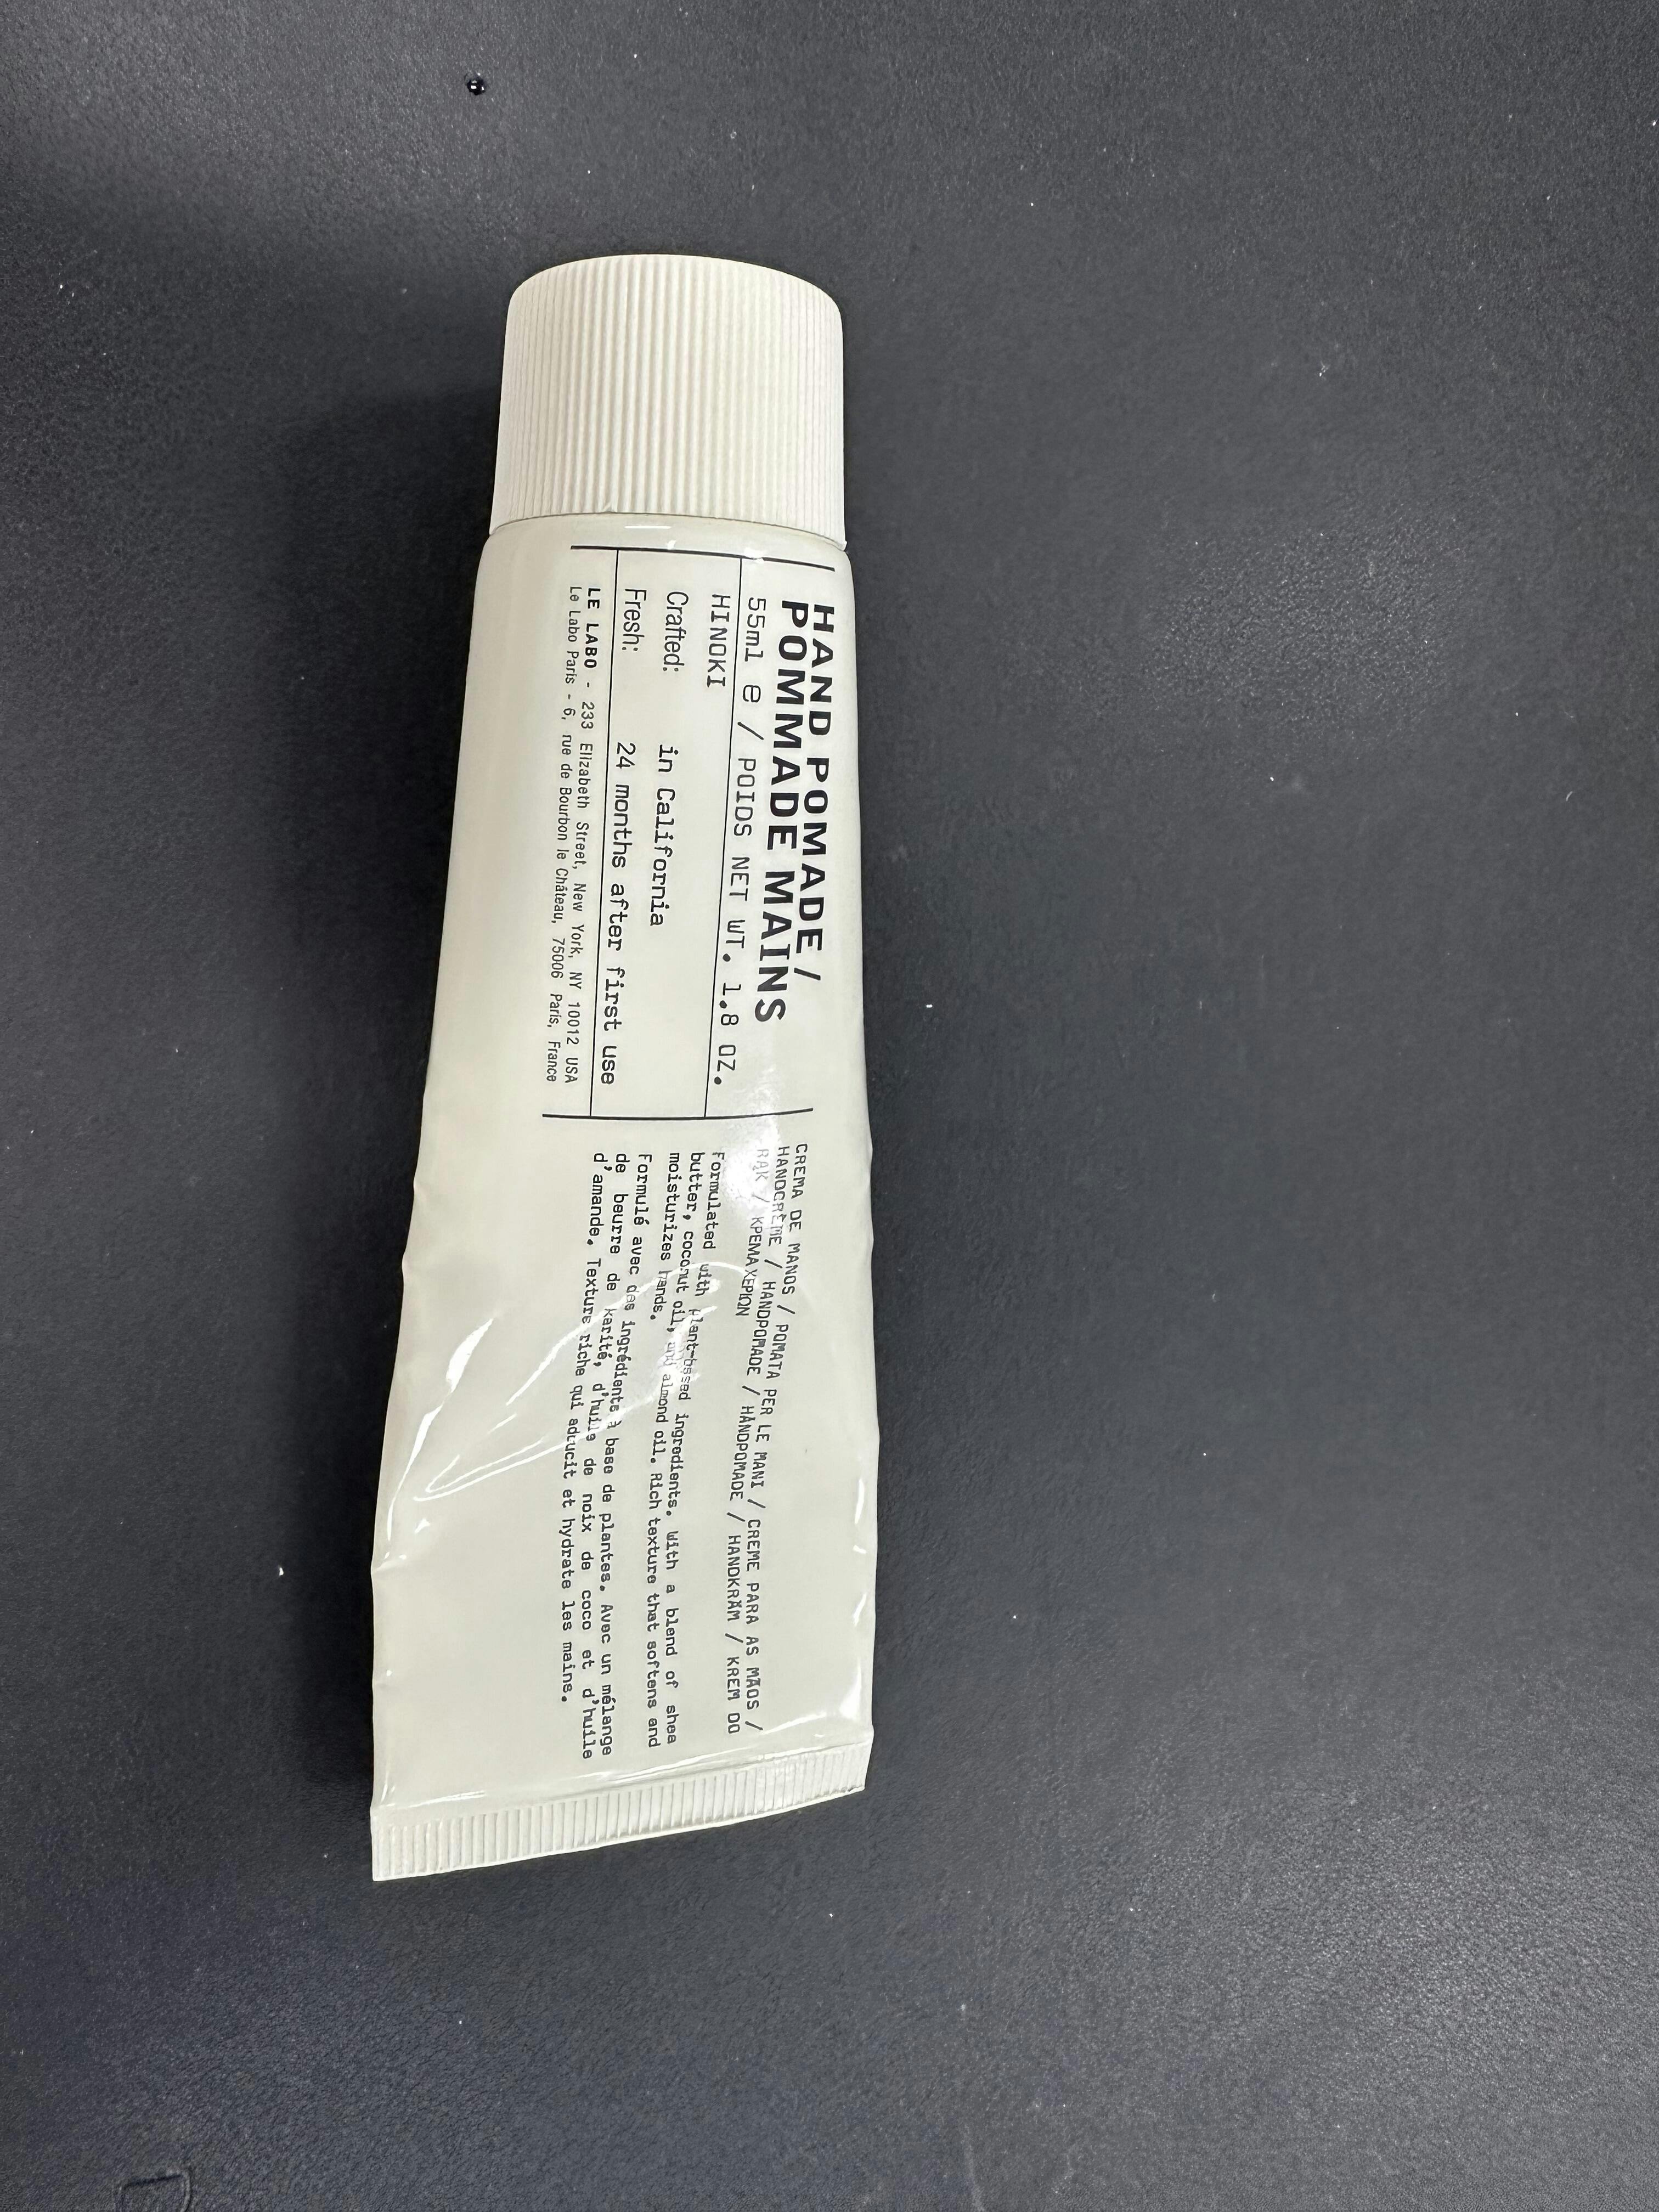 HAND POMADE /
POMMADE MAINS
55ml e / POIDS NET WT. 1.8 OZ.
HINOKI
Crafted: in California
Fresh: 24 months after first use
LE LABO - 233 Elizabeth Street, New York, NY 10012 USA
Le Labo Paris - 6, rue de Bourbon le Château, 75006 Paris, France
CREMA DE MANOS / POMATA PER LE MANI / CREME PARA AS MÃOS /
HANDCRÈME / HANDPOMADE / HÅNDPOMADE / HANDKRÄM / KREM DO
RĄK / ΚΡΕΜΑ ΧΕΡΙΩΝ
Formulated with plant-based ingredients. With a blend of shea
butter, coconut oil, and almond oil. Rich texture that softens and
moisturizes hands.
Formulé avec des ingrédients à base de plantes. Avec un mélange
de beurre de karité, d'huile de noix de coco et d'huile
d'amande. Texture riche qui adoucit et hydrate les mains.